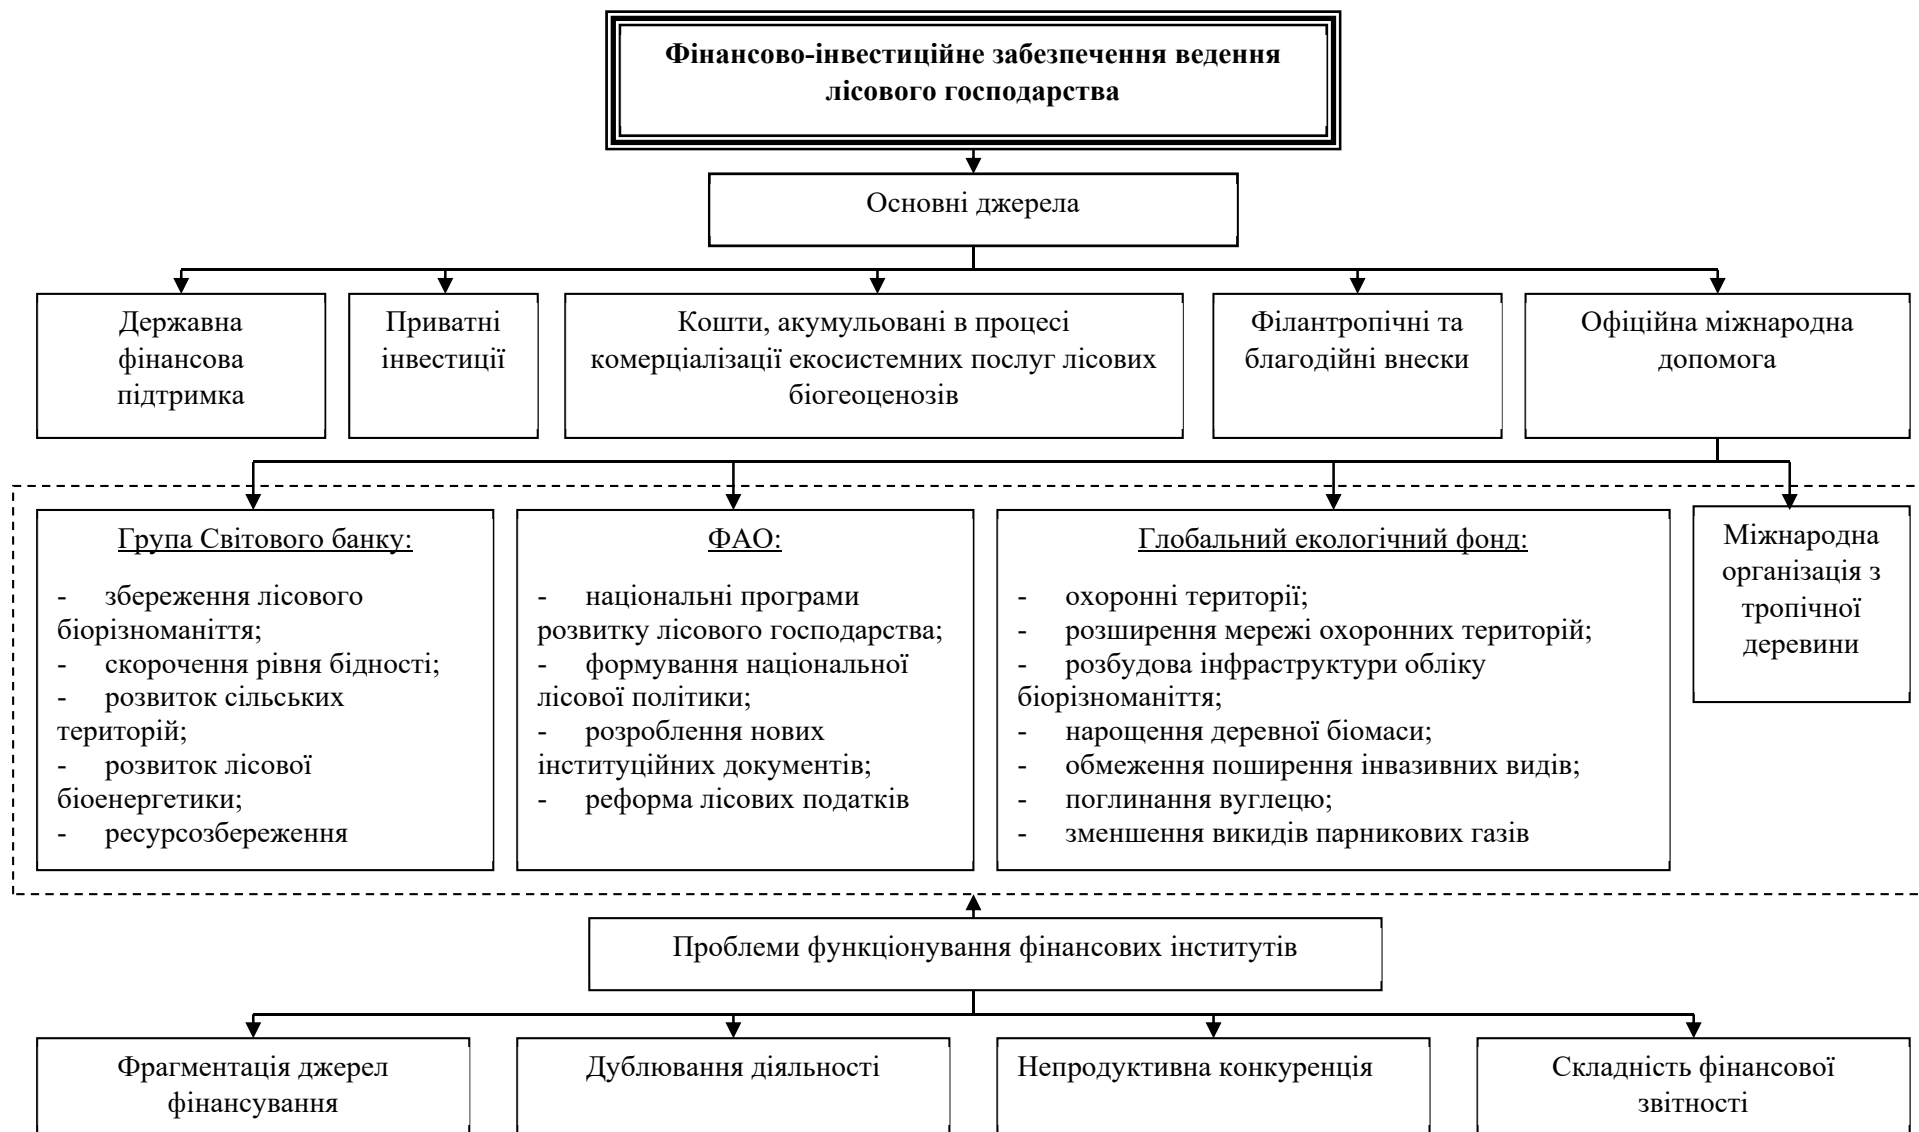 Фінансово-інвестиційне забезпечення ведення
лісового господарства
Основні джерела
Державна
фінансова
підтримка
Приватні
інвестиції
Кошти, акумульовані в процесі
комерціалізації екосистемних послуг лісових
біогеоценозів
Філантропічні та
благодійні внески
Офіційна міжнародна
допомога
Група Світового банку:
- збереження лісового
біорізноманіття;
- скорочення рівня бідності;
- розвиток сільських
територій;
- розвиток лісової
біоенергетики;
- ресурсозбереження
ФАО:
- національні програми
розвитку лісового господарства;
- формування національної
лісової політики;
- розроблення нових
інституційних документів;
- реформа лісових податків
Глобальний екологічний фонд:
- охоронні території;
- розширення мережі охоронних територій;
- розбудова інфраструктури обліку
біорізноманіття;
- нарощення деревної біомаси;
- обмеження поширення інвазивних видів;
- поглинання вуглецю;
- зменшення викидів парникових газів
Міжнародна
організація з
тропічної
деревини
Проблеми функціонування фінансових інститутів
Фрагментація джерел
фінансування
Дублювання діяльності
Непродуктивна конкуренція
Складність фінансової
звітності